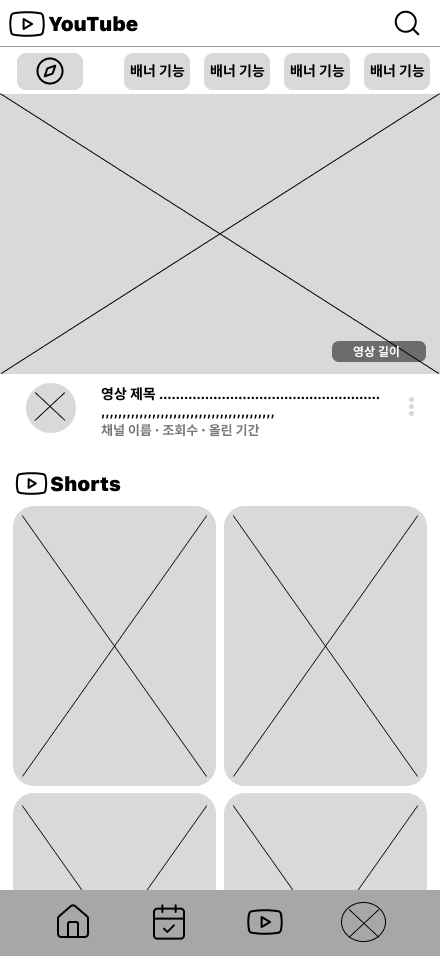 YouTube
배너 기능 배너 기능 배너 기능 배너 기능
영상 길이
영상 제목 ....................................................
,,,,,,,,,,,,,,,,,,,,,,,,,,,,,,,,,,,,,,,,,
채널 이름 · 조회수 · 올린 기간
Shorts